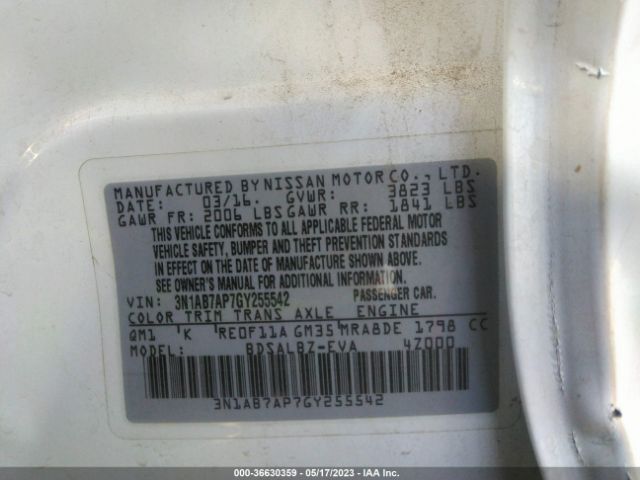 MANUFACTURED BY NISSAN MOTOR CO., LTD.
DATE: 03/16. GVWR: 3823 LBS
GAWR FR: 2006 LBS GAWR RR: 1841 LBS
THIS VEHICLE CONFORMS TO ALL APPLICABLE FEDERAL MOTOR
VEHICLE SAFETY, BUMPER AND THEFT PREVENTION STANDARDS
IN EFFECT ON THE DATE OF MANUFACTURE SHOWN ABOVE.
SEE OWNER'S MANUAL FOR ADDITIONAL INFORMATION.
VIN: 3N1AB7AP7GY255542 PASSENGER CAR.
COLOR TRIM TRANS AXLE ENGINE
QM1 K RE0F11A GM35 MRA8DE 1798 CC
MODEL: BDSALBZ-EVA 4Z000
3N1AB7AP7GY255542
000-36630359 - 05/17/2023 - IAA Inc.